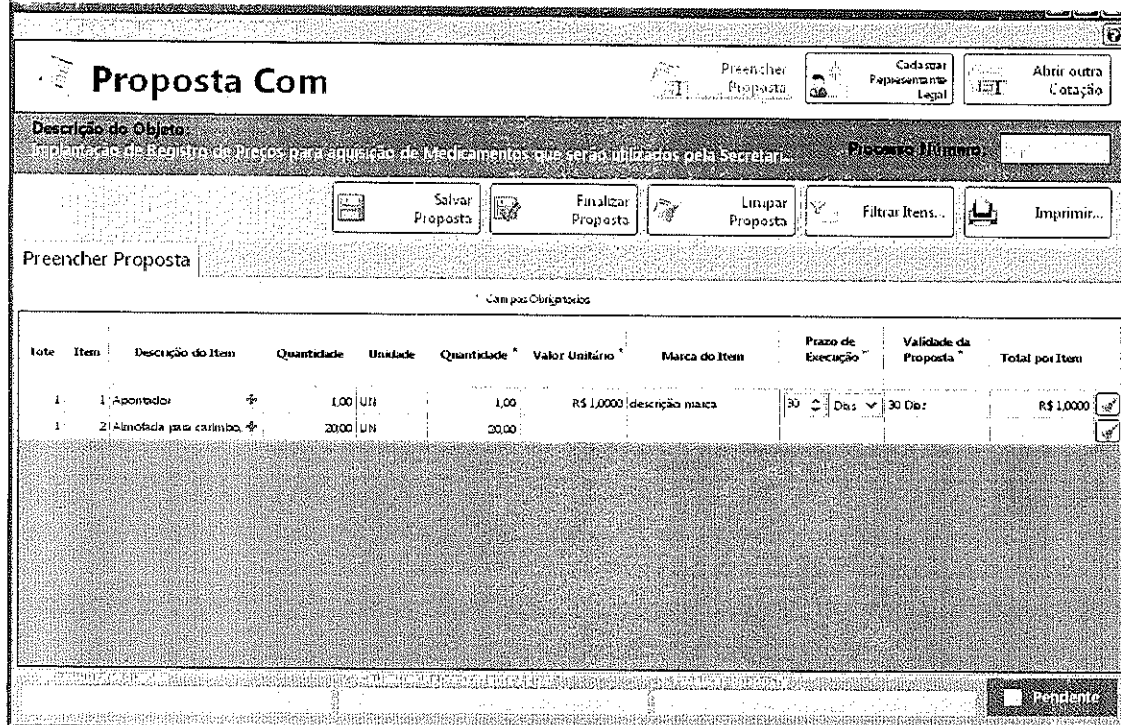 Proposta Com
Preencher Proposta
Cadastrar Representante Legal
Abrir outra Cotação
Descrição do Objeto:
Implantação de Registro de Preços para aquisição de Medicamentos que serão utilizados pela Secretari...
Processo Número:
Salvar Proposta
Finalizar Proposta
Limpar Proposta
Filtrar Itens...
Imprimir...
Preencher Proposta
* Campos Obrigatórios
Lote Item Descrição do Item Quantidade Unidade Quantidade * Valor Unitário * Marca do Item Prazo de Execução * Validade da Proposta * Total por Item
1 1 Apontador 1,00 UN 1,00 R$ 1,0000 descrição marca 30 Dias 30 Dias R$ 1,0000
1 2 Almofada para carimbo, 20,00 UN 20,00
Pendente